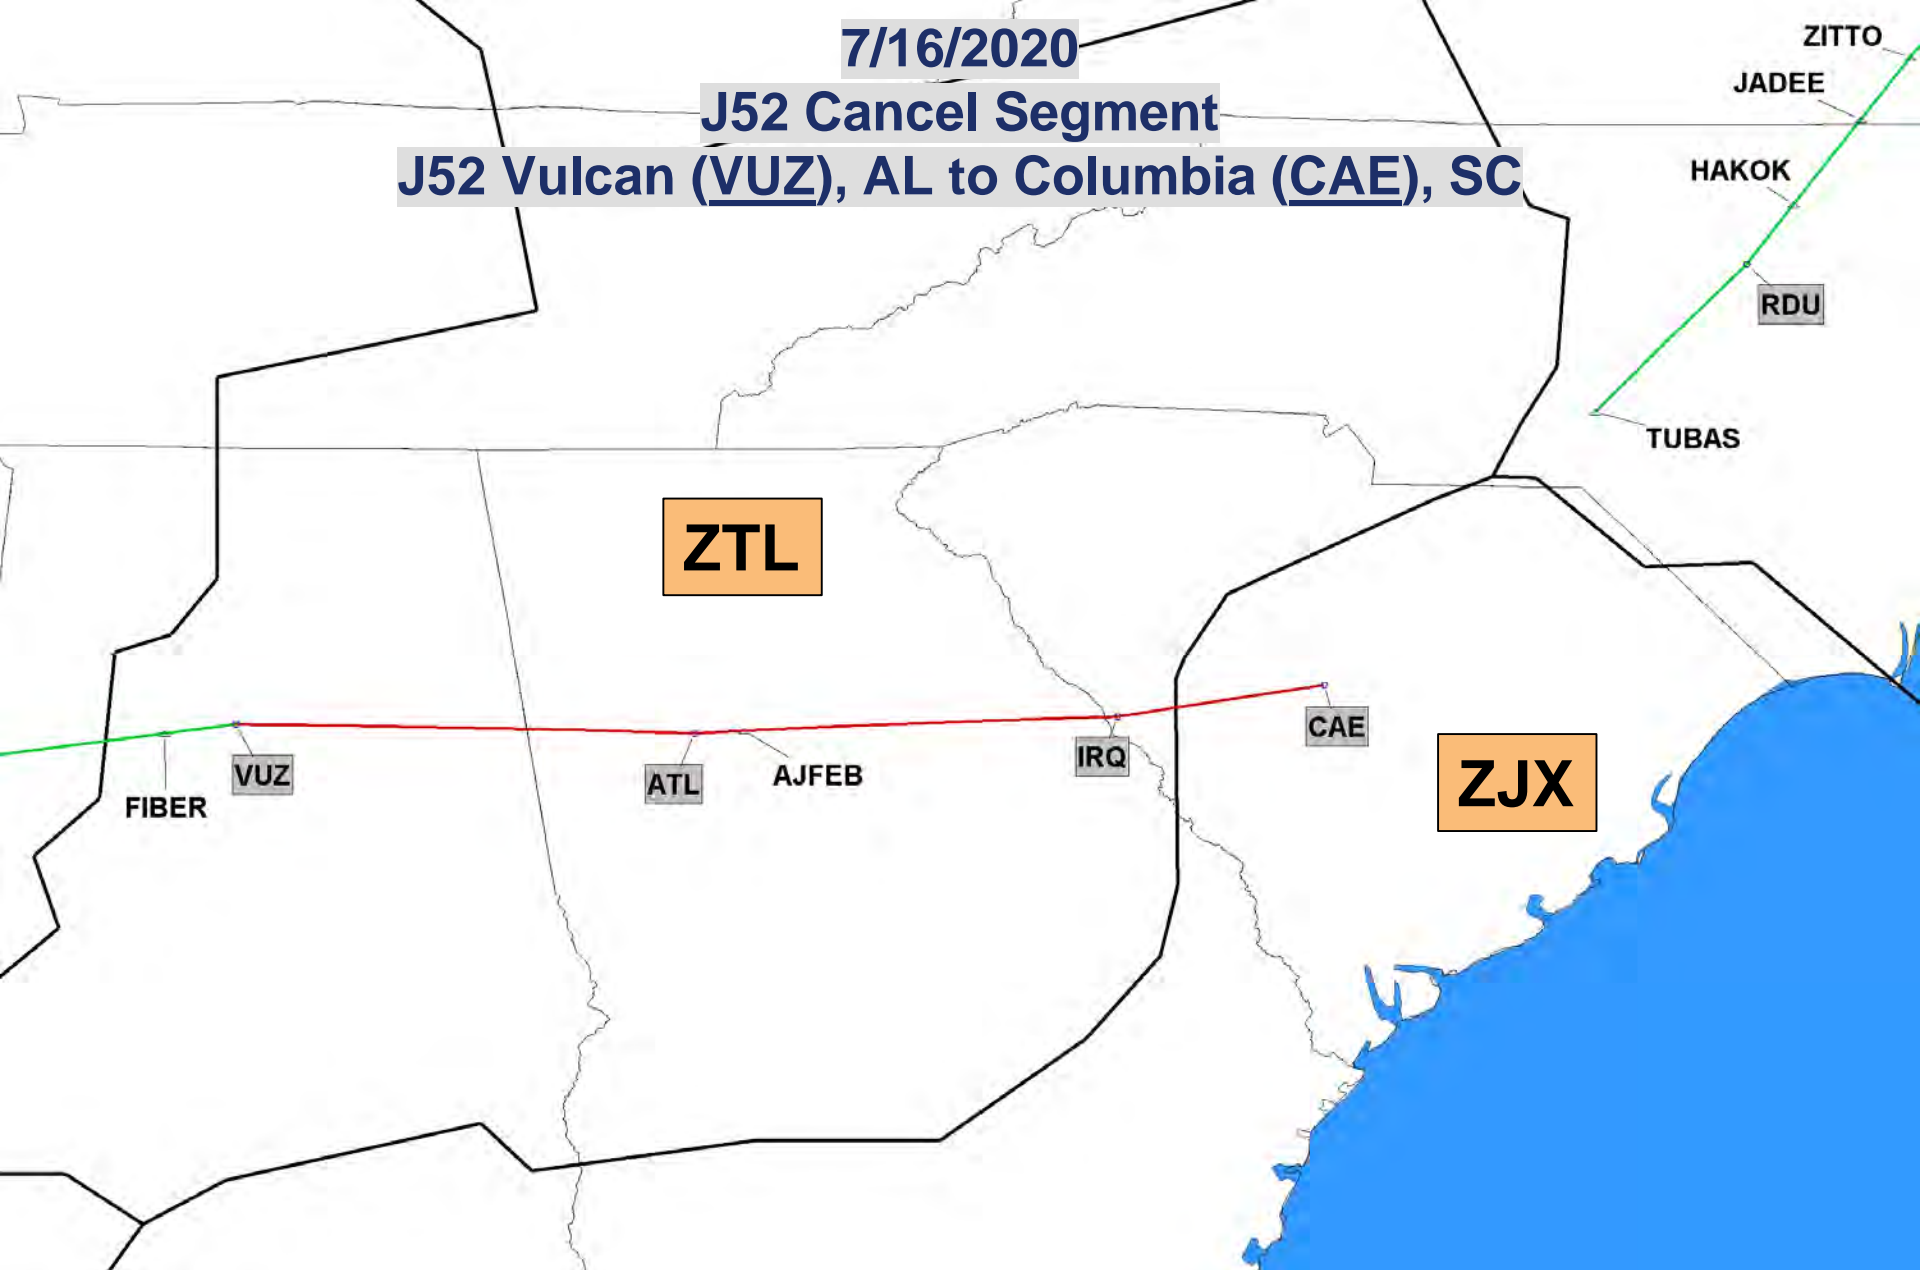 7/16/2020
J52 Cancel Segment
J52 Vulcan (VUZ), AL to Columbia (CAE), SC
ZITTO
JADEE
HAKOK
RDU
TUBAS
ZTL
CAE
IRQ
VUZ
ATL
AJFEB
ZJX
FIBER